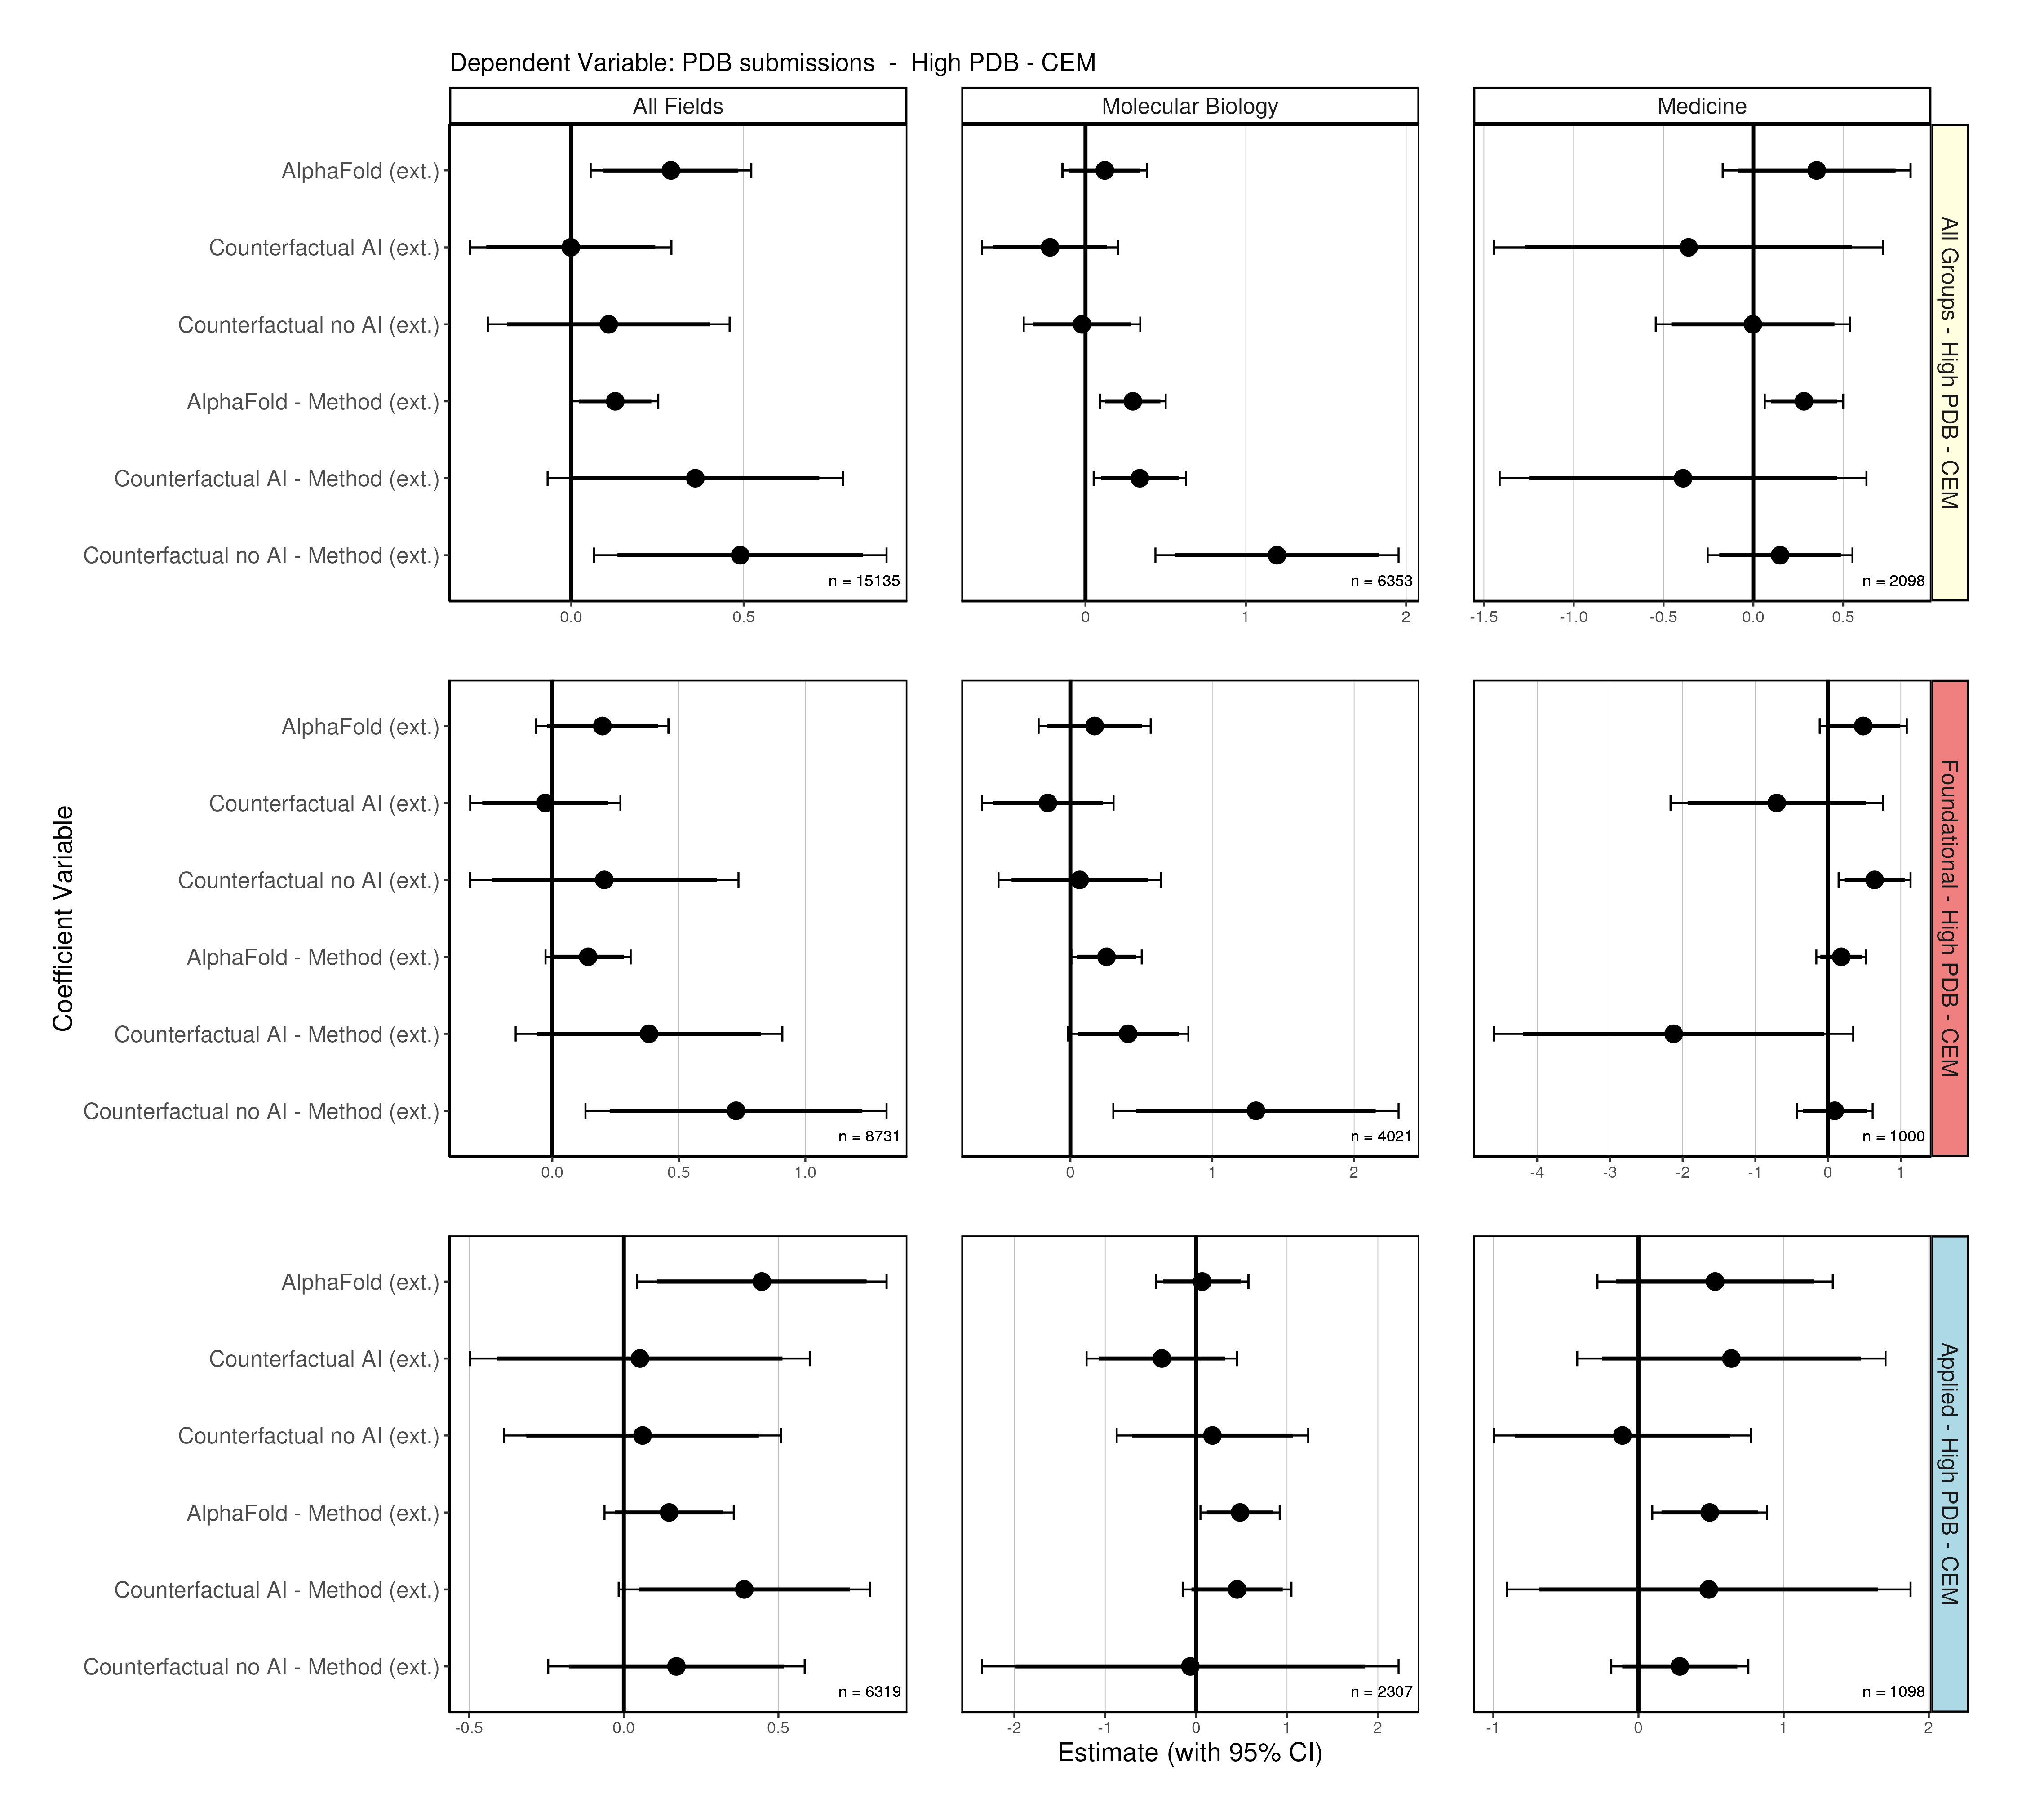 Dependent Variable: PDB submissions - High PDB - CEM
All Fields
Molecular Biology
Medicine
AlphaFold (ext.)
Counterfactual AI (ext.)
Counterfactual no AI (ext.)
AlphaFold - Method (ext.)
Counterfactual AI - Method (ext.)
Counterfactual no AI - Method (ext.)
n = 15135
n = 6353
n = 2098
0.0 0.5
0 1 2
-1.5 -1.0 -0.5 0.0 0.5
All Groups - High PDB - CEM
Coefficient Variable
AlphaFold (ext.)
Counterfactual AI (ext.)
Counterfactual no AI (ext.)
AlphaFold - Method (ext.)
Counterfactual AI - Method (ext.)
Counterfactual no AI - Method (ext.)
n = 8731
n = 4021
n = 1000
0.0 0.5 1.0
0 1 2
-4 -3 -2 -1 0 1
Foundational - High PDB - CEM
AlphaFold (ext.)
Counterfactual AI (ext.)
Counterfactual no AI (ext.)
AlphaFold - Method (ext.)
Counterfactual AI - Method (ext.)
Counterfactual no AI - Method (ext.)
n = 6319
n = 2307
n = 1098
-0.5 0.0 0.5
-2 -1 0 1 2
-1 0 1 2
Applied - High PDB - CEM
Estimate (with 95% CI)